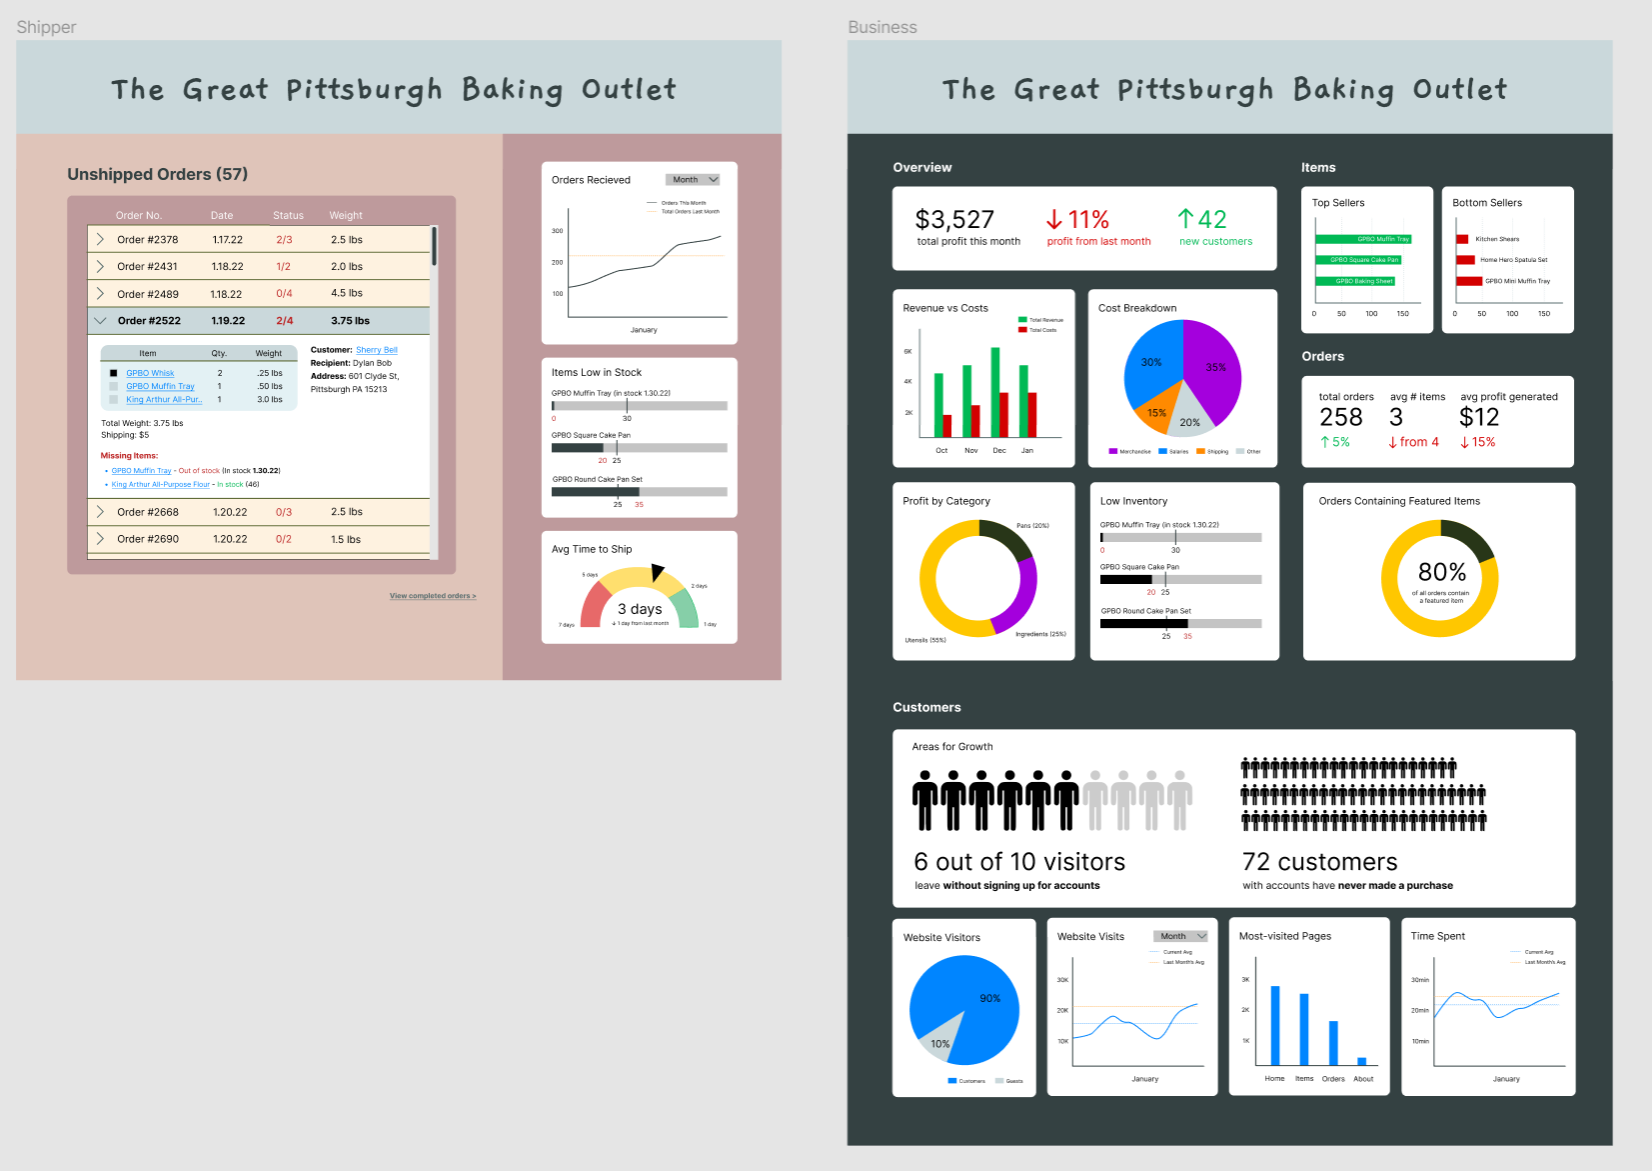 Shipper
The Great Pittsburgh Baking Outlet
Unshipped Orders (57)
Order No. Date Status Weight
Order #2378 1.17.22 2/3 2.5 lbs
Order #2431 1.18.22 1/2 2.0 lbs
Order #2489 1.18.22 0/4 4.5 lbs
Order #2522 1.19.22 2/4 3.75 lbs
Item Qty. Weight
GPBO Whisk 2 .25 lbs
GPBO Muffin Tray 1 .50 lbs
King Arthur All-Pur.. 1 3.0 lbs
Customer: Sherry Bell
Recipient: Dylan Bob
Address: 601 Clyde St,
Pittsburgh PA 15213
Total Weight: 3.75 lbs
Shipping: $5
Missing Items:
• GPBO Muffin Tray - Out of stock (In stock 1.30.22)
• King Arthur All-Purpose Flour - In stock (46)
Order #2668 1.20.22 0/3 2.5 lbs
Order #2690 1.20.22 0/2 1.5 lbs
View completed orders >
Orders Recieved Month
Orders This Month
Total Orders Last Month
300
200
100
January
Items Low in Stock
GPBO Muffin Tray (in stock 1.30.22)
0 30
GPBO Square Cake Pan
20 25
GPBO Round Cake Pan Set
25 35
Avg Time to Ship
5 days
2 days
3 days
7 days ↓ 1 day from last month 1 day
Business
The Great Pittsburgh Baking Outlet
Overview
$3,527 ↓11% ↑42
total profit this month profit from last month new customers
Revenue vs Costs
Total Revenue
Total Costs
6K
4K
2K
Oct Nov Dec Jan
Cost Breakdown
30% 35%
15% 20%
Merchandise Salaries Shipping Other
Profit by Category
Pans (20%)
Ingredients (25%)
Utensils (55%)
Low Inventory
GPBO Muffin Tray (in stock 1.30.22)
0 30
GPBO Square Cake Pan
20 25
GPBO Round Cake Pan Set
25 35
Items
Top Sellers
GPBO Muffin Tray
GPBO Square Cake Pan
GPBO Baking Sheet
0 50 100 150
Bottom Sellers
Kitchen Shears
Home Hero Spatula Set
GPBO Mini Muffin Tray
0 50 100 150
Orders
total orders avg # items avg profit generated
258 3 $12
↑5% ↓from 4 ↓15%
Orders Containing Featured Items
80%
of all orders contain
a featured item
Customers
Areas for Growth
6 out of 10 visitors
leave without signing up for accounts
72 customers
with accounts have never made a purchase
Website Visitors
90%
10%
Customers Guests
Website Visits Month
Current Avg
Last Month's Avg
30K
20K
10K
January
Most-visited Pages
3K
2K
1K
Home Items Orders About
Time Spent
Current Avg
Last Month's Avg
30min
20min
10min
January